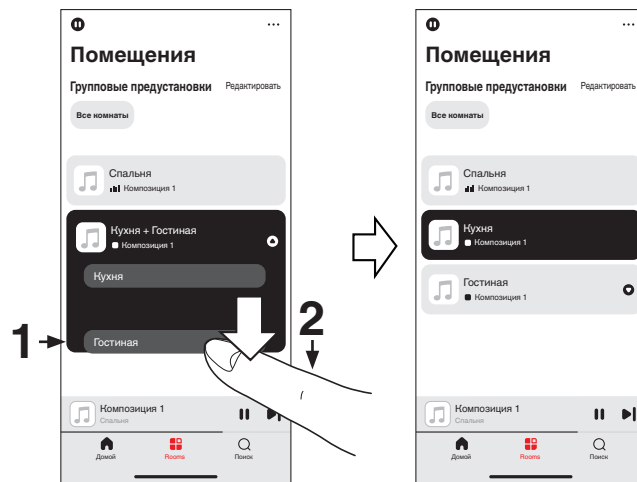 Помещения
Групповые предустановки Редактировать
Все комнаты
Спальня
Композиция 1
Кухня + Гостиная
Композиция 1
Кухня
Гостиная
1
2
Композиция 1
Спальня
Домой Rooms Поиск
Помещения
Групповые предустановки Редактировать
Все комнаты
Спальня
Композиция 1
Кухня
Композиция 1
Гостиная
Композиция 1
Композиция 1
Спальня
Домой Rooms Поиск